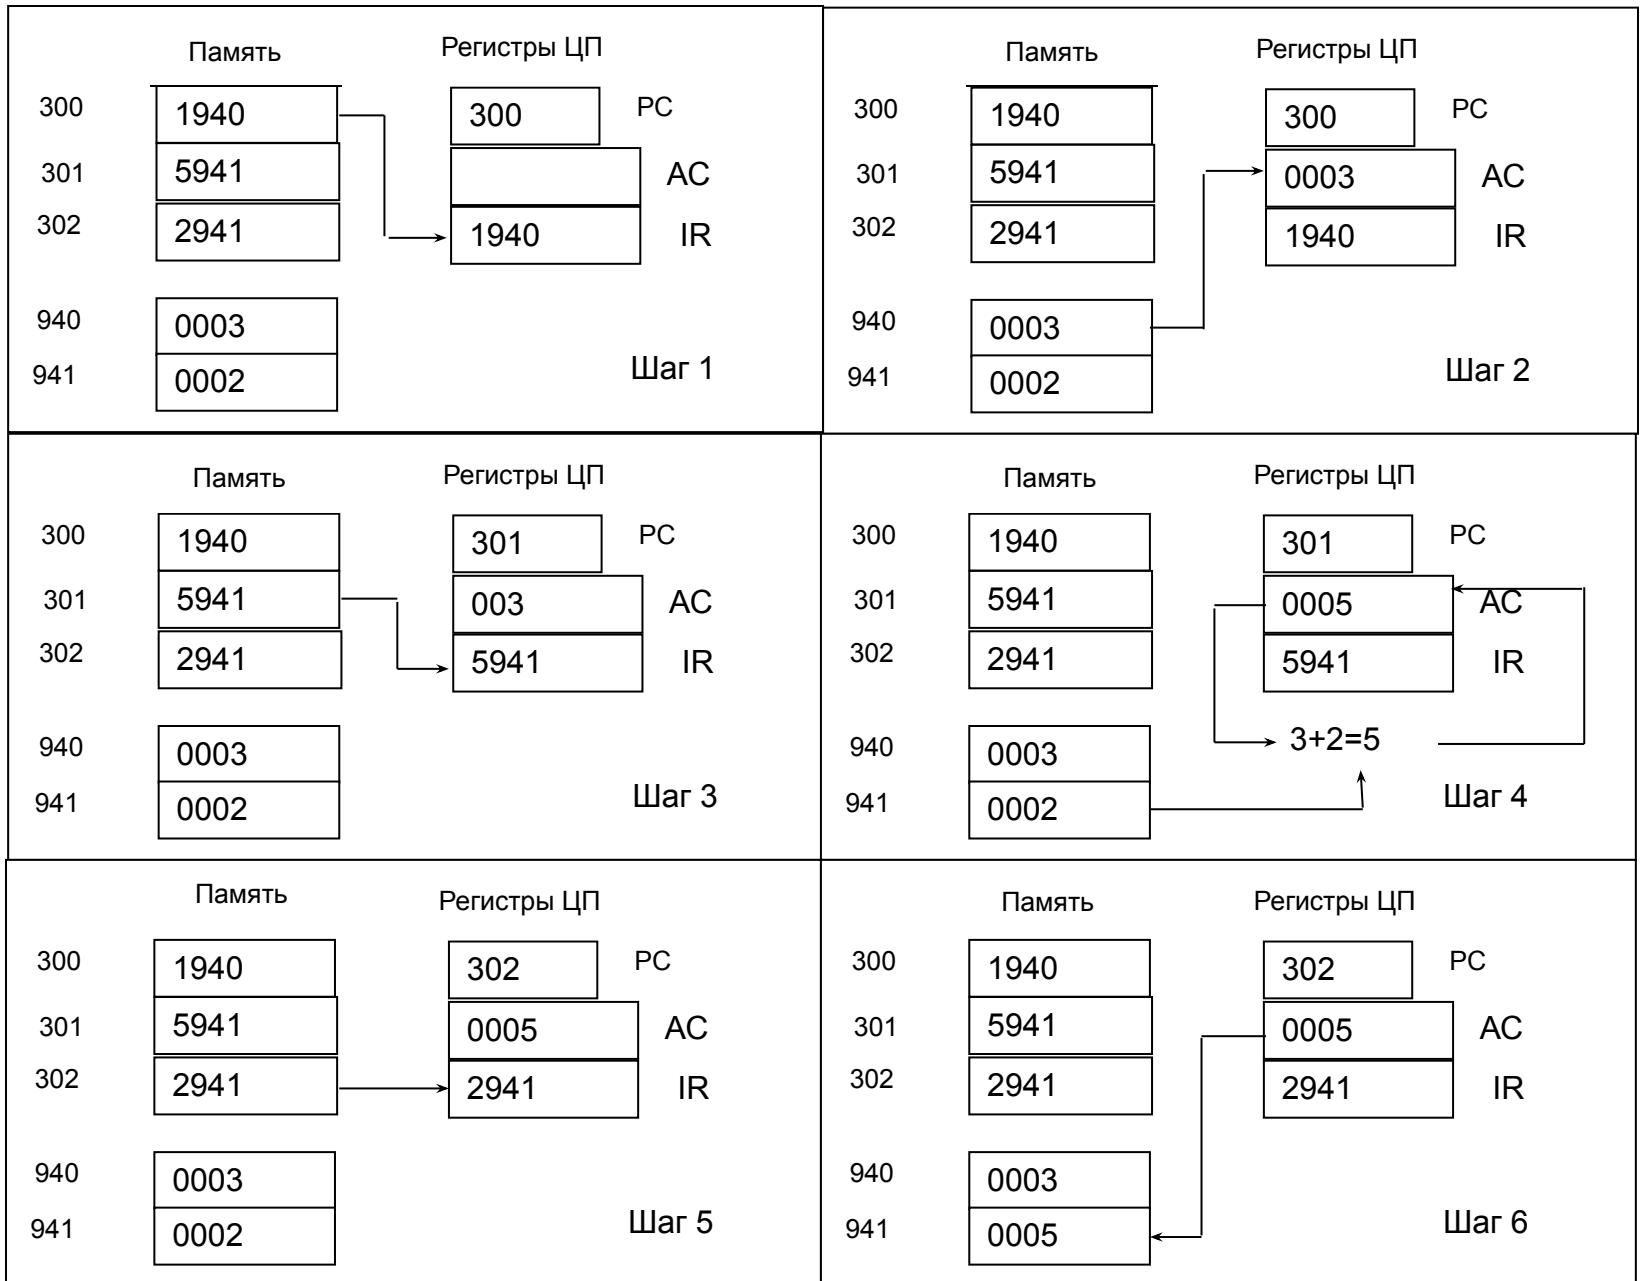 Память Регистры ЦП
300 1940 300 PC
301 5941 AC
302 2941 1940 IR
940 0003
941 0002 Шаг 1
Память Регистры ЦП
300 1940 300 PC
301 5941 0003 AC
302 2941 1940 IR
940 0003
941 0002 Шаг 2
Память Регистры ЦП
300 1940 301 PC
301 5941 003 AC
302 2941 5941 IR
940 0003
941 0002 Шаг 3
Память Регистры ЦП
300 1940 301 PC
301 5941 0005 AC
302 2941 5941 IR
940 0003 3+2=5
941 0002 Шаг 4
Память Регистры ЦП
300 1940 302 PC
301 5941 0005 AC
302 2941 2941 IR
940 0003
941 0002 Шаг 5
Память Регистры ЦП
300 1940 302 PC
301 5941 0005 AC
302 2941 2941 IR
940 0003
941 0005 Шаг 6